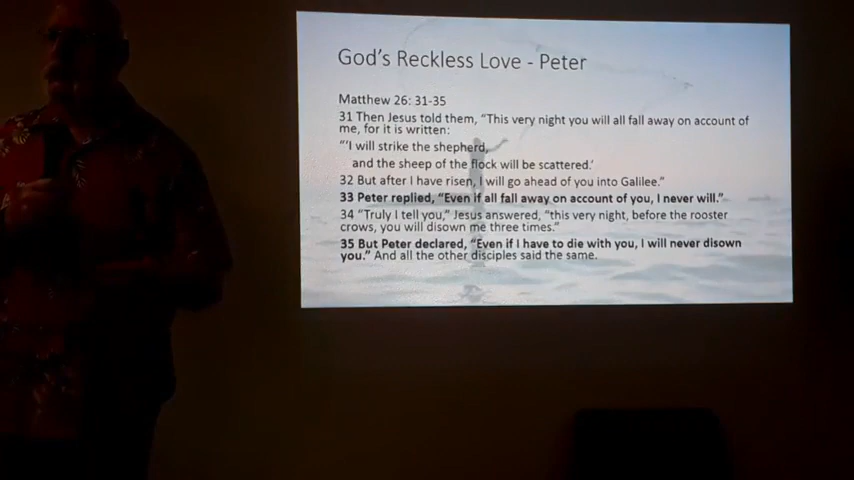 God's Reckless Love - Peter
Matthew 26: 31-35
31 Then Jesus told them, "This very night you will all fall away on account of
me, for it is written:
"'I will strike the shepherd,
and the sheep of the flock will be scattered.'
32 But after I have risen, I will go ahead of you into Galilee."
33 Peter replied, "Even if all fall away on account of you, I never will."
34 "Truly I tell you," Jesus answered, "this very night, before the rooster
crows, you will disown me three times."
35 But Peter declared, "Even if I have to die with you, I will never disown
you." And all the other disciples said the same.